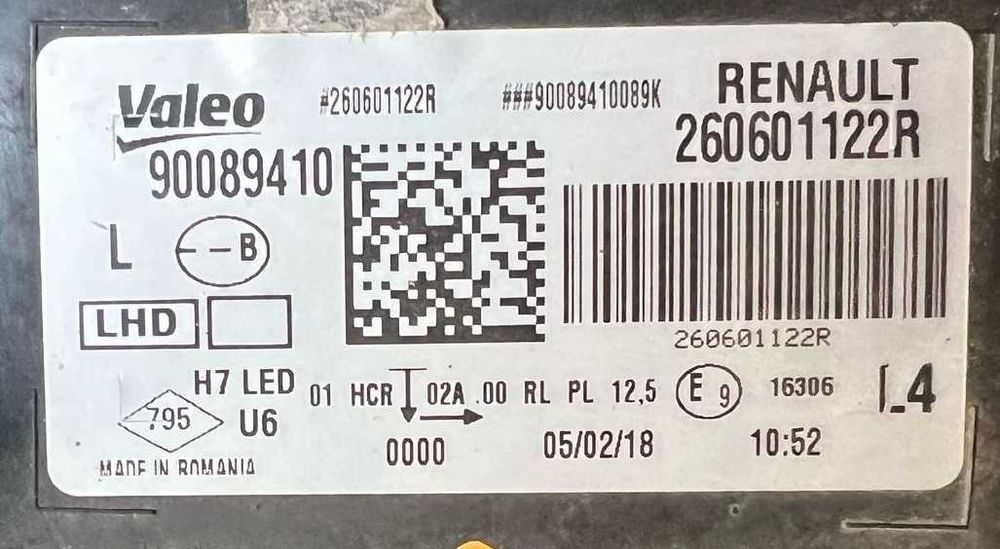 Valeo #260601122R ###90089410089K RENAULT
90089410 260601122R
L B
LHD
260601122R
H7 LED 01 HCR 02A .00 RL PL 12,5 E 9 16306 L4
795 U6
0000 05/02/18 10:52
MADE IN ROMANIA